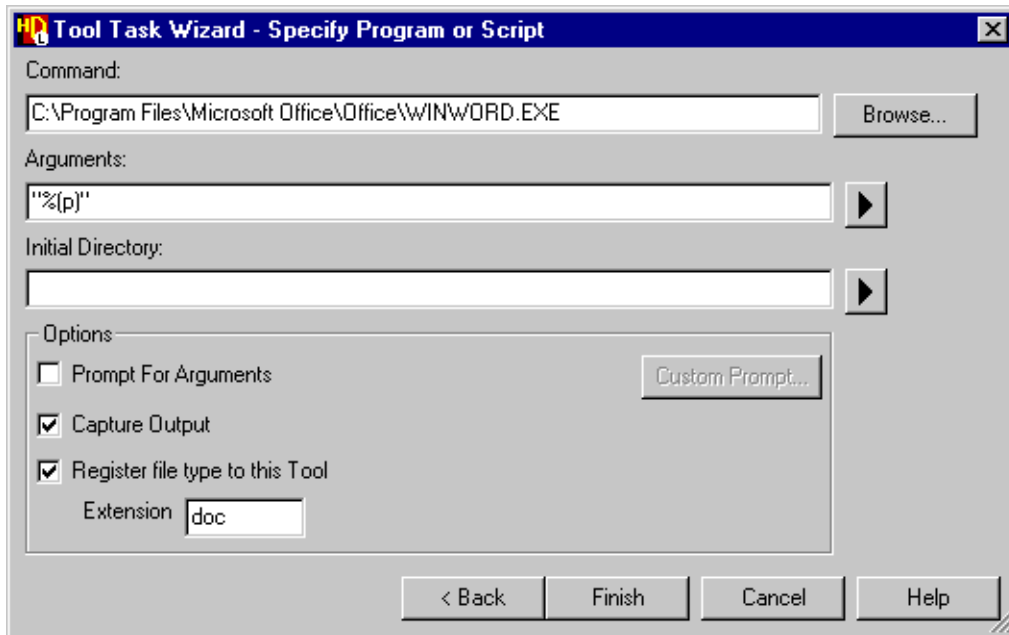 HDL Tool Task Wizard - Specify Program or Script
Command:
C:\Program Files\Microsoft Office\Office\WINWORD.EXE
Browse...
Arguments:
"%(p)"
Initial Directory:
Options
Prompt For Arguments
Custom Prompt...
Capture Output
Register file type to this Tool
Extension doc
< Back Finish Cancel Help